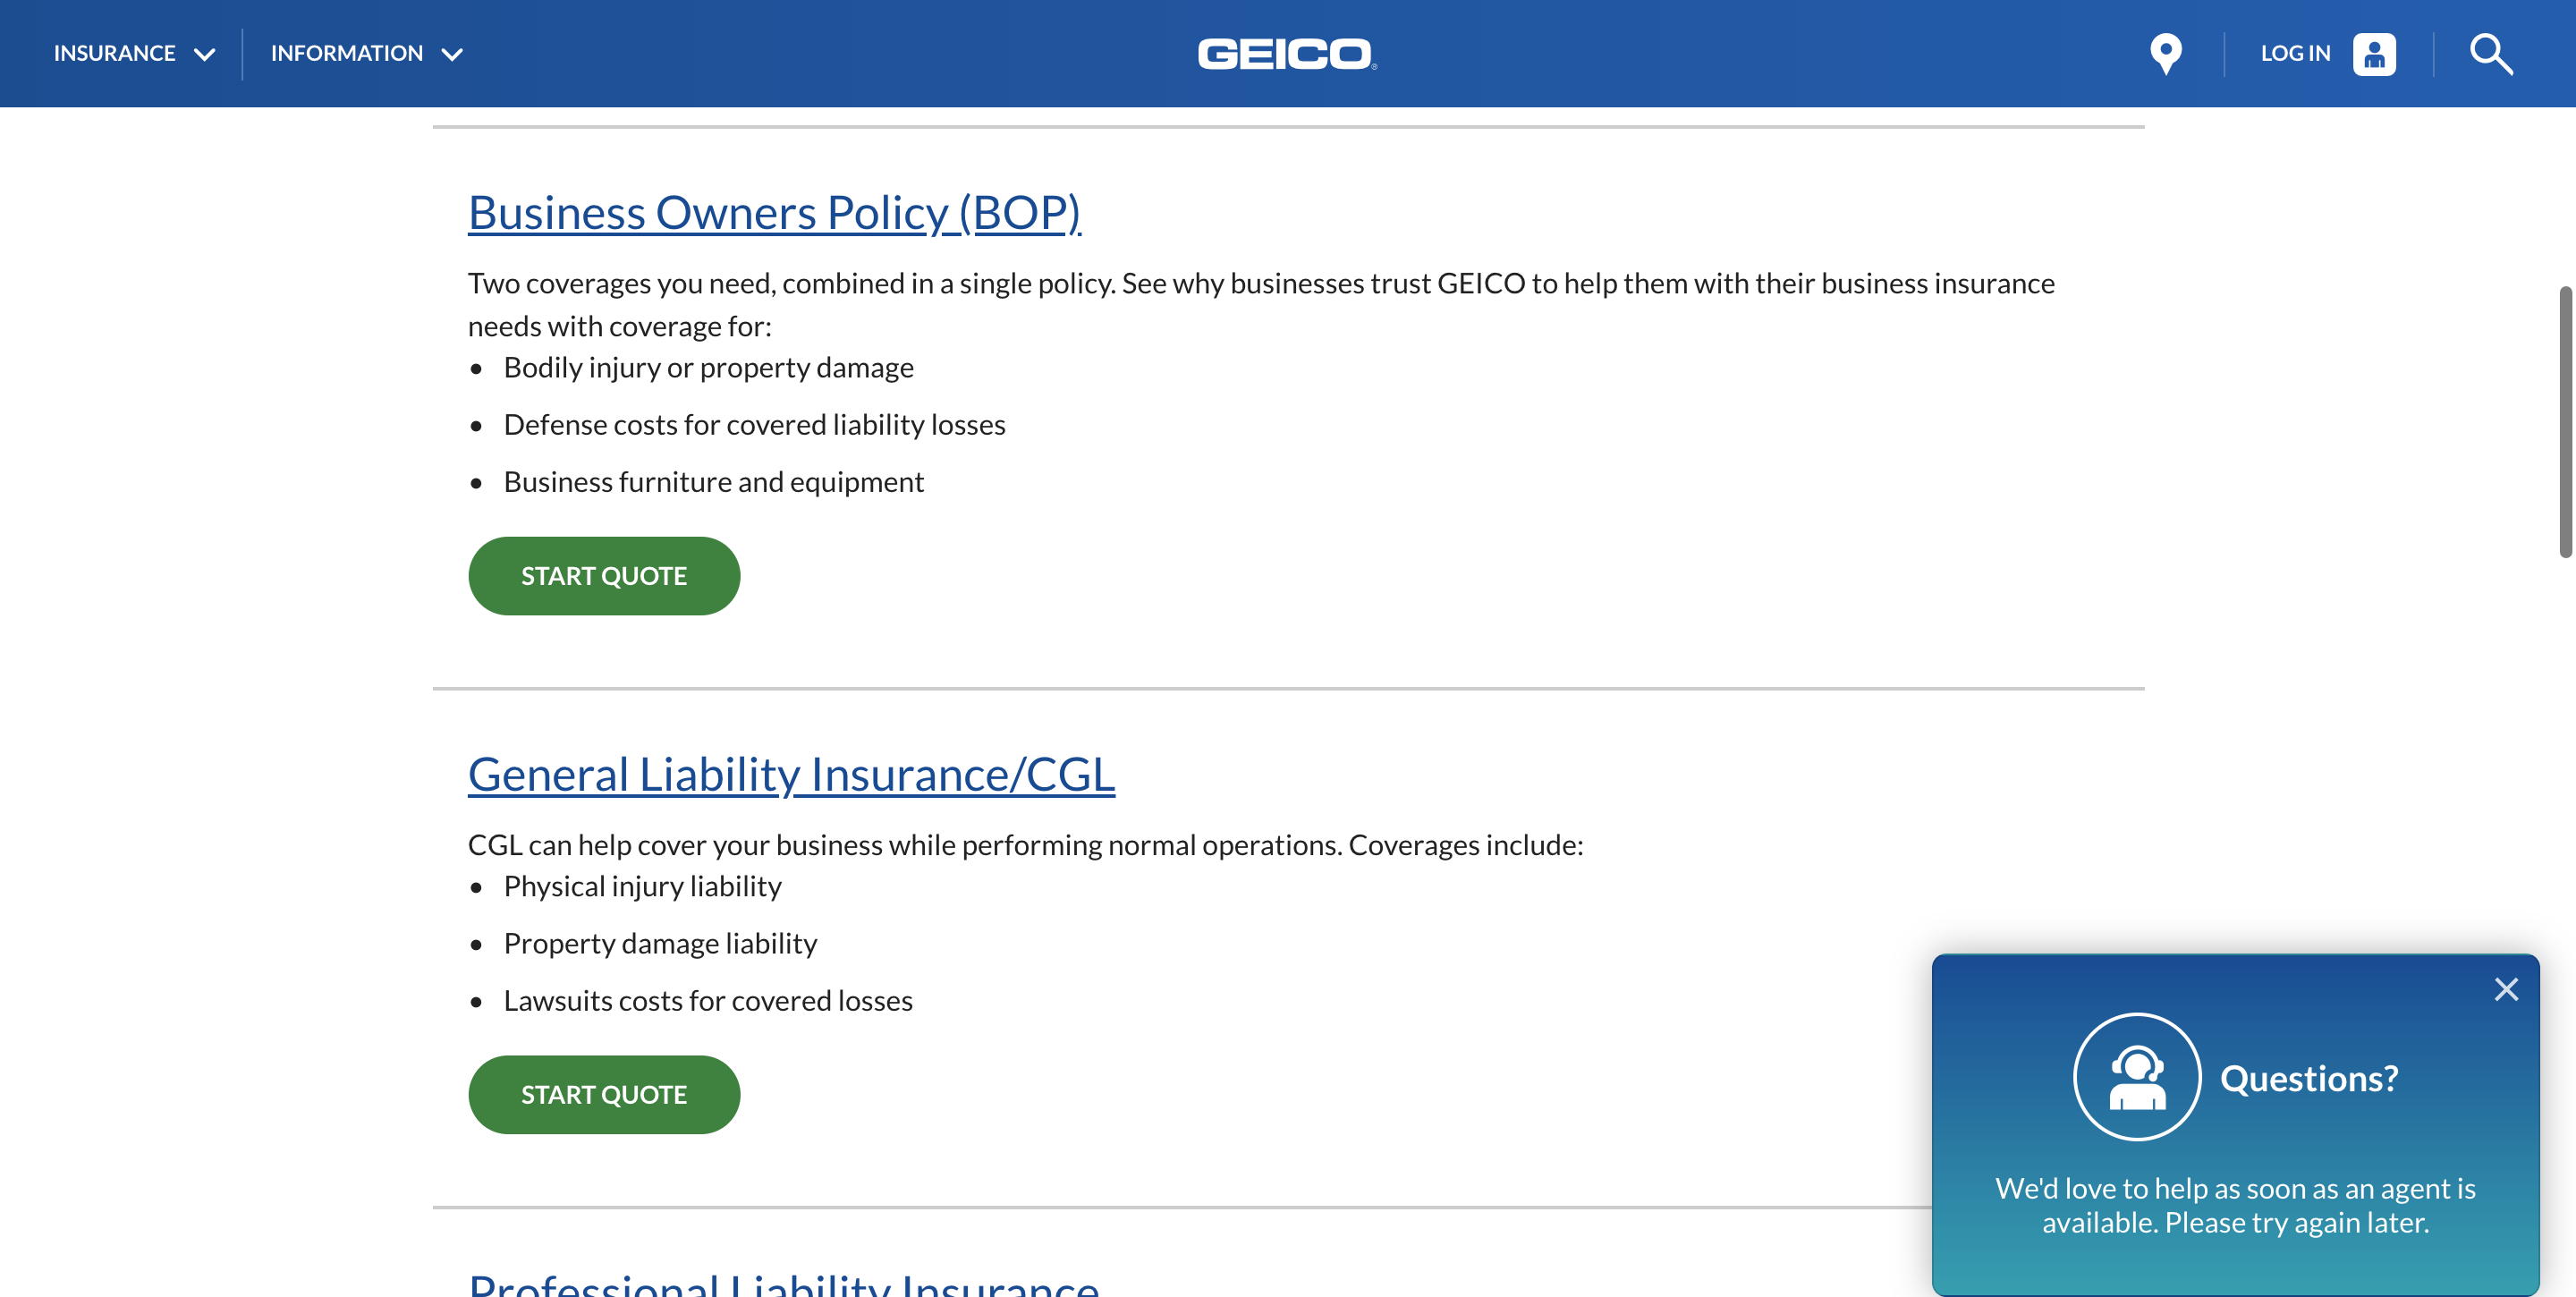 INSURANCE
INFORMATION
GEICO
LOG IN
Business Owners Policy (BOP)
Two coverages you need, combined in a single policy. See why businesses trust GEICO to help them with their business insurance
needs with coverage for:
• Bodily injury or property damage
• Defense costs for covered liability losses
• Business furniture and equipment
START QUOTE
General Liability Insurance/CGL
CGL can help cover your business while performing normal operations. Coverages include:
• Physical injury liability
• Property damage liability
• Lawsuits costs for covered losses
START QUOTE
Professional Liability Insurance
Questions?
We'd love to help as soon as an agent is
available. Please try again later.